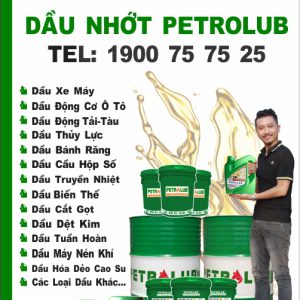 DẦU NHỚT PETROLUB
TEL: 1900 75 75 25
Dầu Xe Máy
Dầu Động Cơ Ô Tô
Dầu Động Tải-Tàu
Dầu Thủy Lực
Dầu Bánh Răng
Dầu Cầu Hộp Số
Dầu Truyền Nhiệt
Dầu Biến Thế
Dầu Cắt Gọt
Dầu Dệt Kim
Dầu Tuần Hoàn
Dầu Máy Nén Khí
Dầu Hóa Dẻo Cao Su
Các Loại Dầu Khác...
PETROLUB
PETROLUB
PETROLUB
PETROLUB